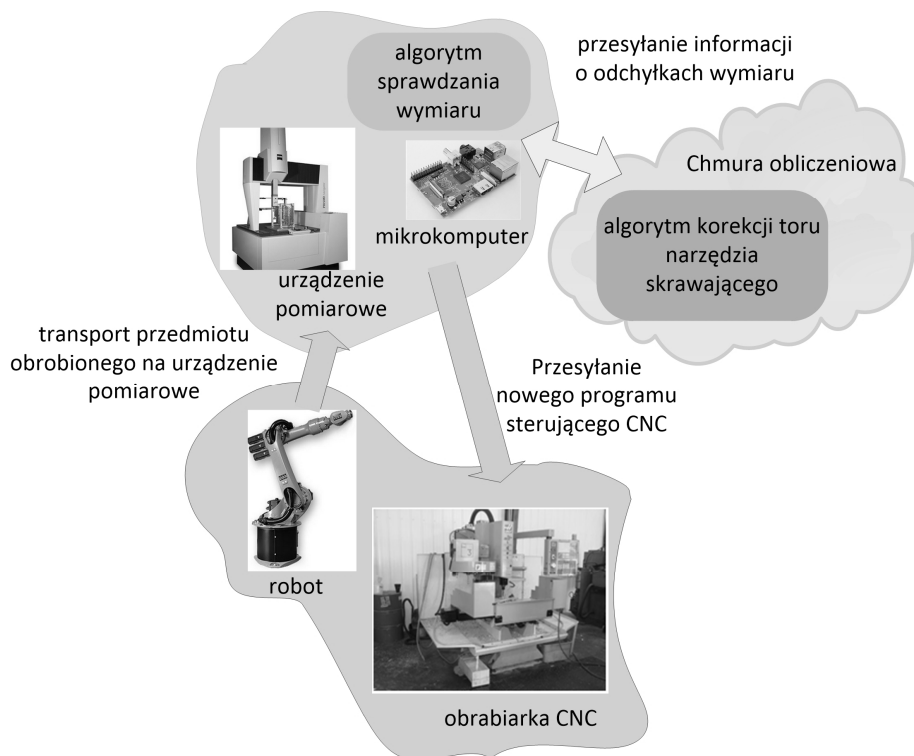 algorytm
sprawdzania
wymiaru
przesyłanie informacji
o odchyłkach wymiaru
Chmura obliczeniowa
algorytm korekcji toru
narzędzia
skrawającego
mikrokomputer
urządzenie
pomiarowe
transport przedmiotu
obrobionego na urządzenie
pomiarowe
Przesyłanie
nowego programu
sterującego CNC
robot
obrabiarka CNC